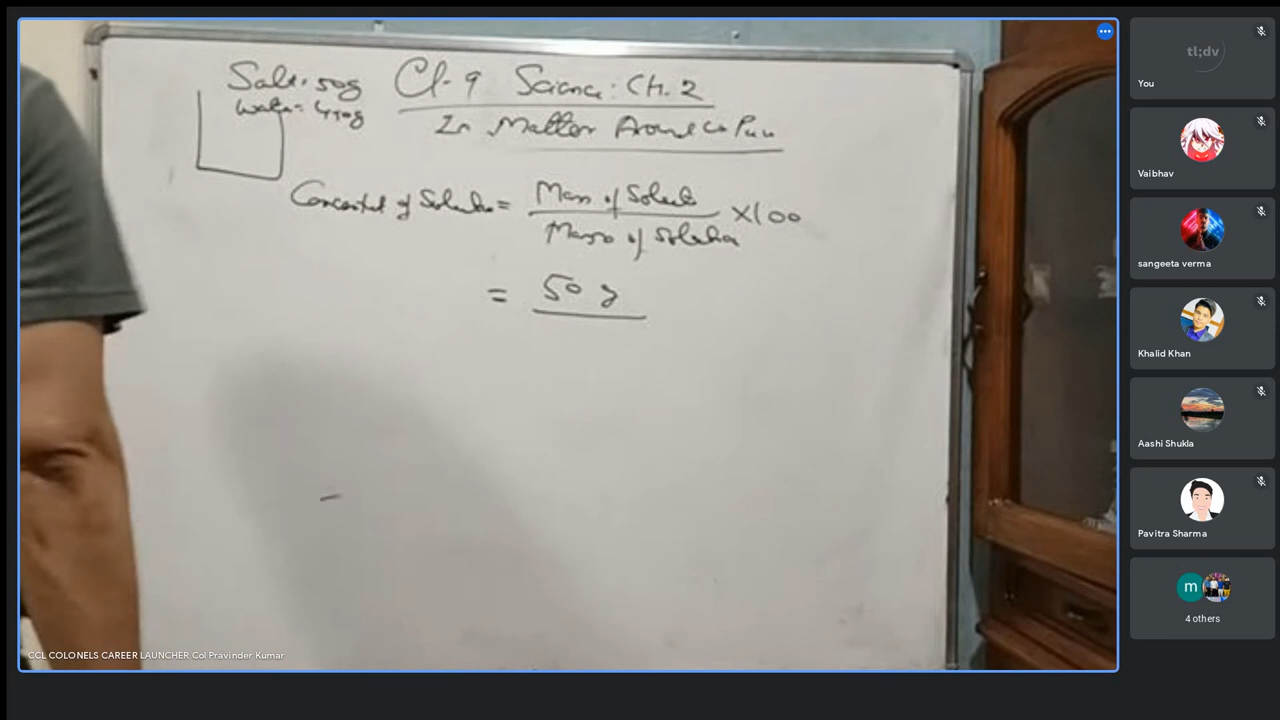 Salt = 50g
Water = 450g
Cl-9 Science: Ch. 2
Is Matter Around us Pure
of Solution = Mass of Solute × 100
Mass of Solution
= 50 g
CCL COLONELS CAREER LAUNCHER Col Pravinder Kumar
tl;dv
You
Vaibhav
sangeeta verma
Khalid Khan
Aashi Shukla
Pavitra Sharma
m
4 others